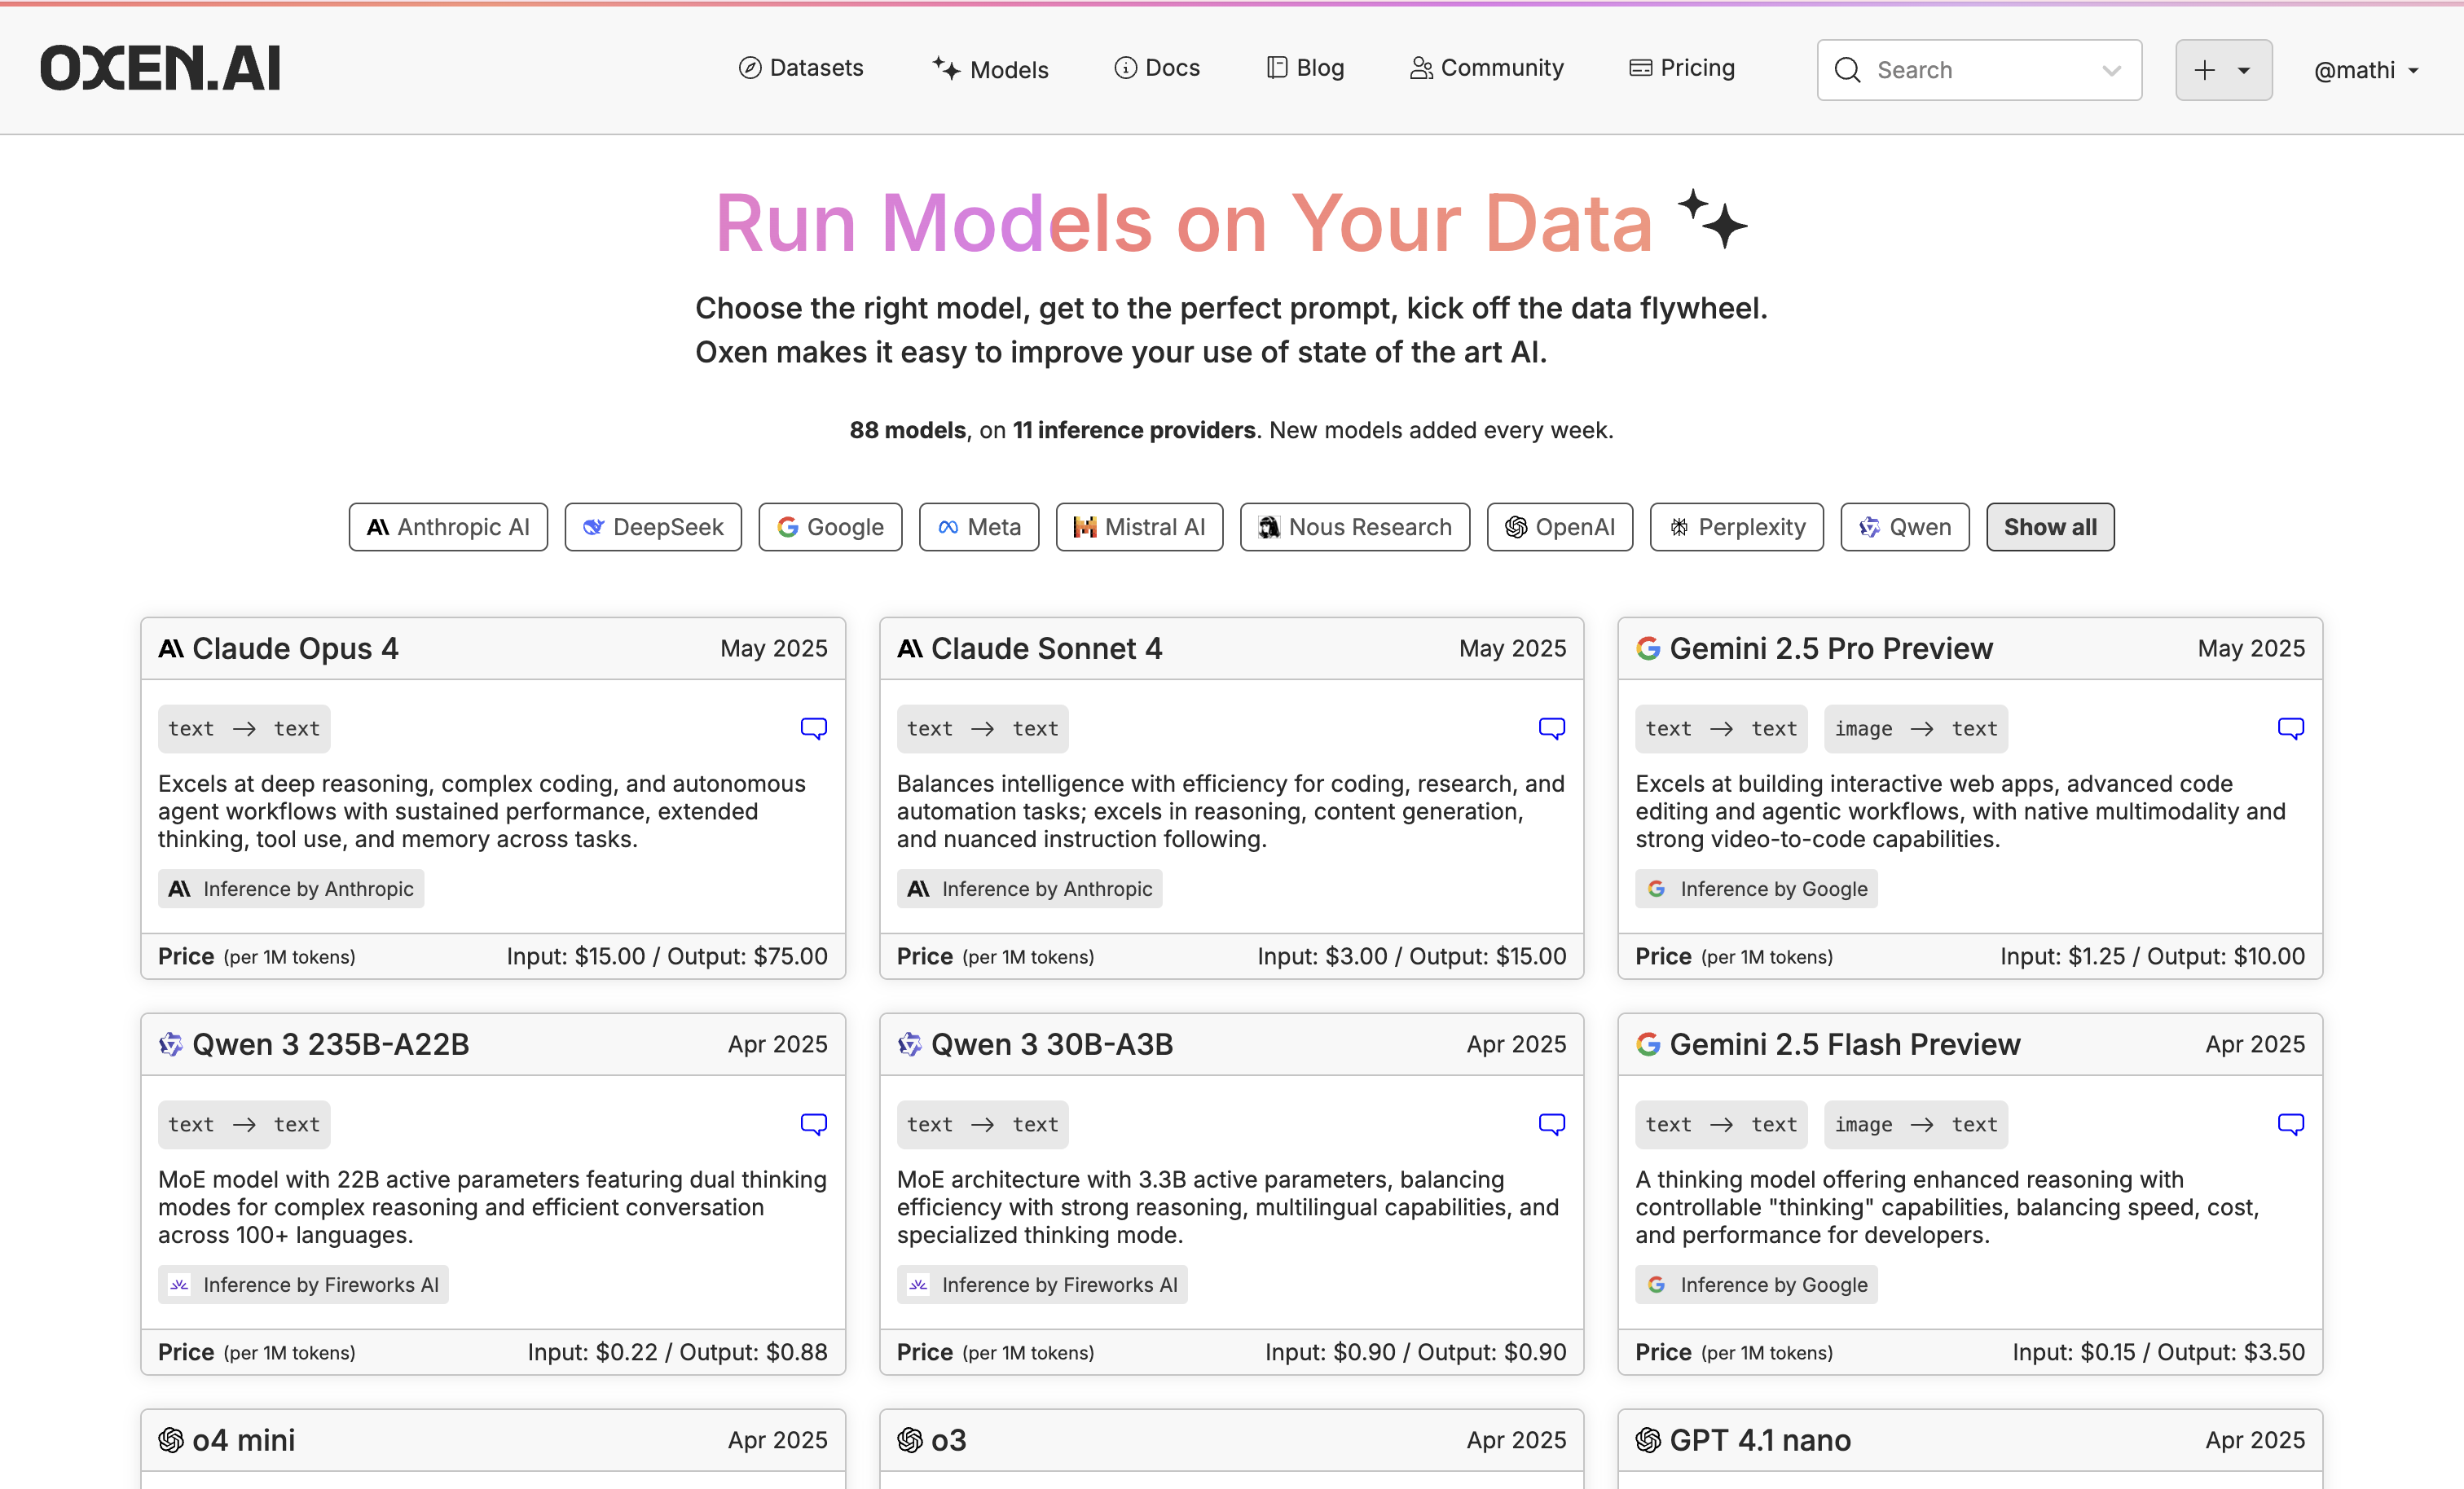 OXEN.AI
Datasets
Models
Docs
Blog
Community
Pricing
Search
@mathi
Run Models on Your Data
Choose the right model, get to the perfect prompt, kick off the data flywheel.
Oxen makes it easy to improve your use of state of the art AI.
88 models, on 11 inference providers. New models added every week.
Anthropic AI
DeepSeek
Google
Meta
Mistral AI
Nous Research
OpenAI
Perplexity
Qwen
Show all
Claude Opus 4
May 2025
text → text
Excels at deep reasoning, complex coding, and autonomous
agent workflows with sustained performance, extended
thinking, tool use, and memory across tasks.
Inference by Anthropic
Price (per 1M tokens)
Input: $15.00 / Output: $75.00
Claude Sonnet 4
May 2025
text → text
Balances intelligence with efficiency for coding, research, and
automation tasks; excels in reasoning, content generation,
and nuanced instruction following.
Inference by Anthropic
Price (per 1M tokens)
Input: $3.00 / Output: $15.00
Gemini 2.5 Pro Preview
May 2025
text → text
image → text
Excels at building interactive web apps, advanced code
editing and agentic workflows, with native multimodality and
strong video-to-code capabilities.
Inference by Google
Price (per 1M tokens)
Input: $1.25 / Output: $10.00
Qwen 3 235B-A22B
Apr 2025
text → text
MoE model with 22B active parameters featuring dual thinking
modes for complex reasoning and efficient conversation
across 100+ languages.
Inference by Fireworks AI
Price (per 1M tokens)
Input: $0.22 / Output: $0.88
Qwen 3 30B-A3B
Apr 2025
text → text
MoE architecture with 3.3B active parameters, balancing
efficiency with strong reasoning, multilingual capabilities, and
specialized thinking mode.
Inference by Fireworks AI
Price (per 1M tokens)
Input: $0.90 / Output: $0.90
Gemini 2.5 Flash Preview
Apr 2025
text → text
image → text
A thinking model offering enhanced reasoning with
controllable "thinking" capabilities, balancing speed, cost,
and performance for developers.
Inference by Google
Price (per 1M tokens)
Input: $0.15 / Output: $3.50
o4 mini
Apr 2025
o3
Apr 2025
GPT 4.1 nano
Apr 2025